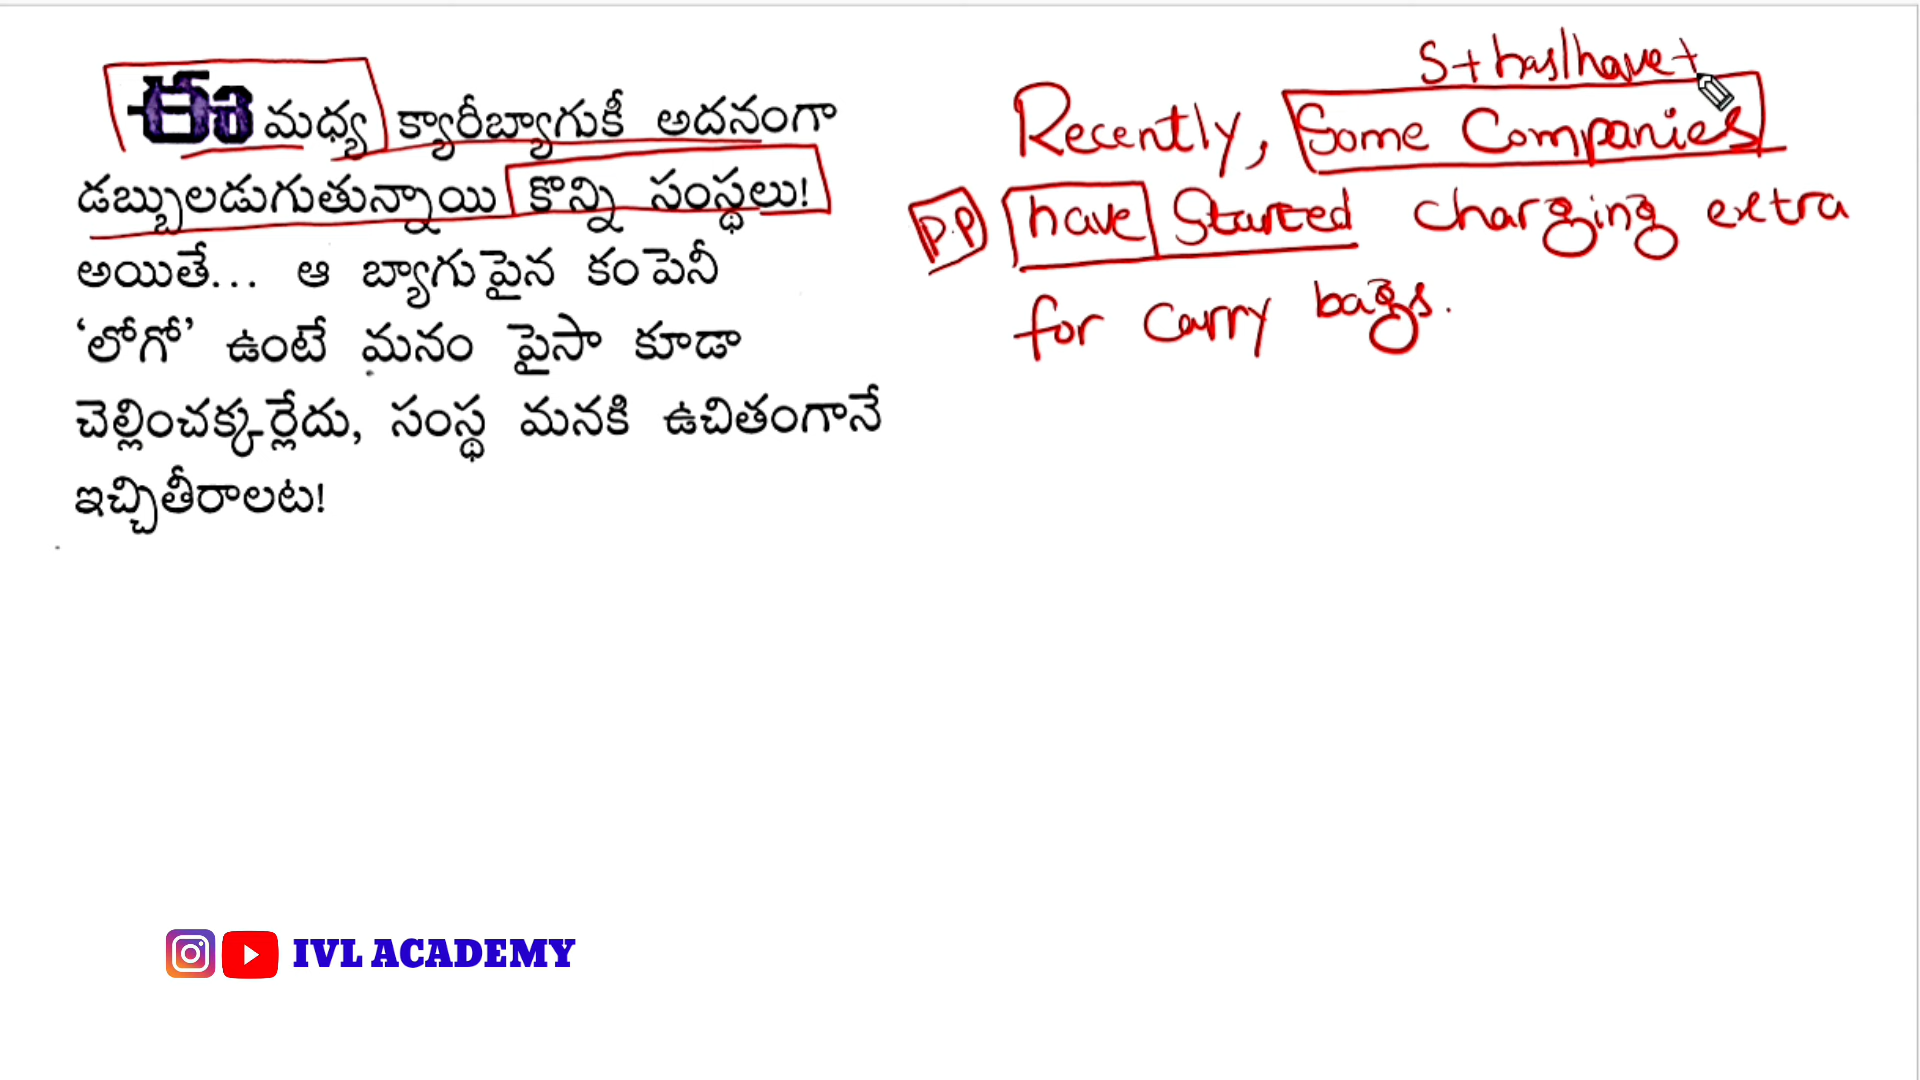 ఈ మధ్య క్యారీబ్యాగుకీ అదనంగా
డబ్బులడుగుతున్నాయి కొన్ని సంస్థలు!
అయితే... ఆ బ్యాగుపైన కంపెనీ
‘లోగో’ ఉంటే మనం పైసా కూడా
చెల్లించక్కర్లేదు, సంస్థ మనకి ఉచితంగానే
ఇచ్చితీరాలట!
S+has/have+
Recently, Some Companies
P.P have Started charging extra
for carry bags.
IVL ACADEMY